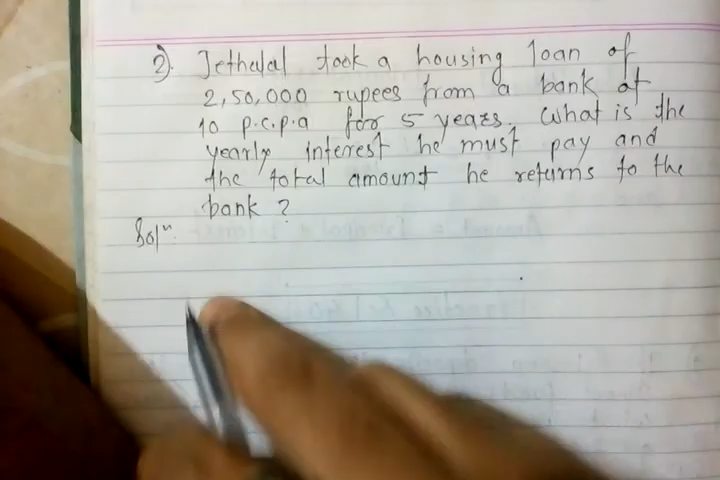 2). Jethalal took a housing loan of
2,50,000 rupees from a bank at
10 p.c.p.a for 5 years. What is the
yearly interest he must pay and
the total amount he returns to the
bank ?
Solⁿ: